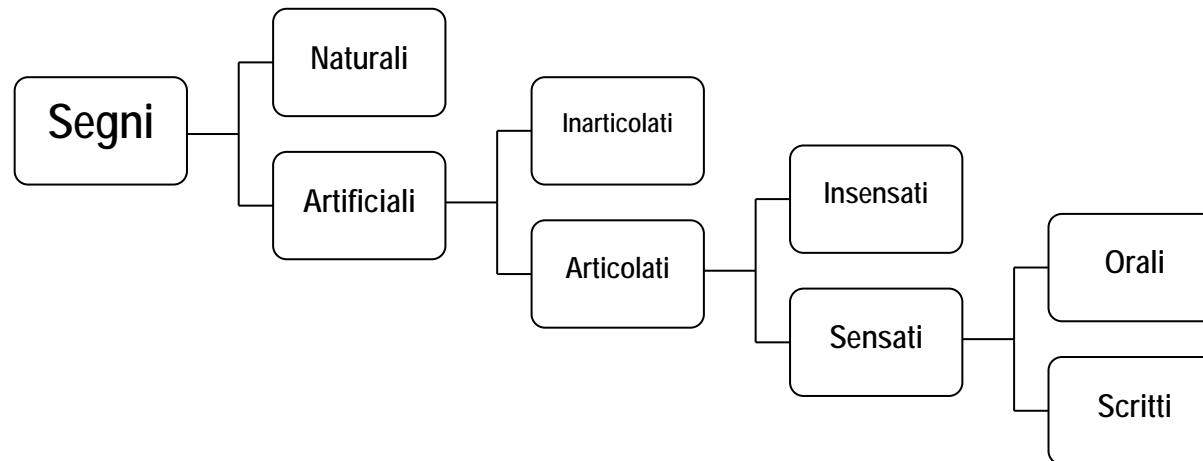 Segni
Naturali
Artificiali
Inarticolati
Articolati
Insensati
Sensati
Orali
Scritti